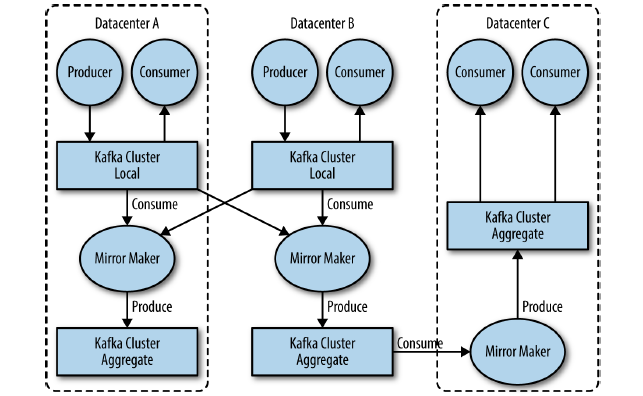 Datacenter A
Datacenter B
Datacenter C
Producer
Consumer
Producer
Consumer
Consumer
Consumer
Kafka Cluster
Local
Kafka Cluster
Local
Consume
Consume
Kafka Cluster
Aggregate
Mirror Maker
Mirror Maker
Produce
Produce
Produce
Kafka Cluster
Aggregate
Kafka Cluster
Aggregate
Consume
Mirror Maker